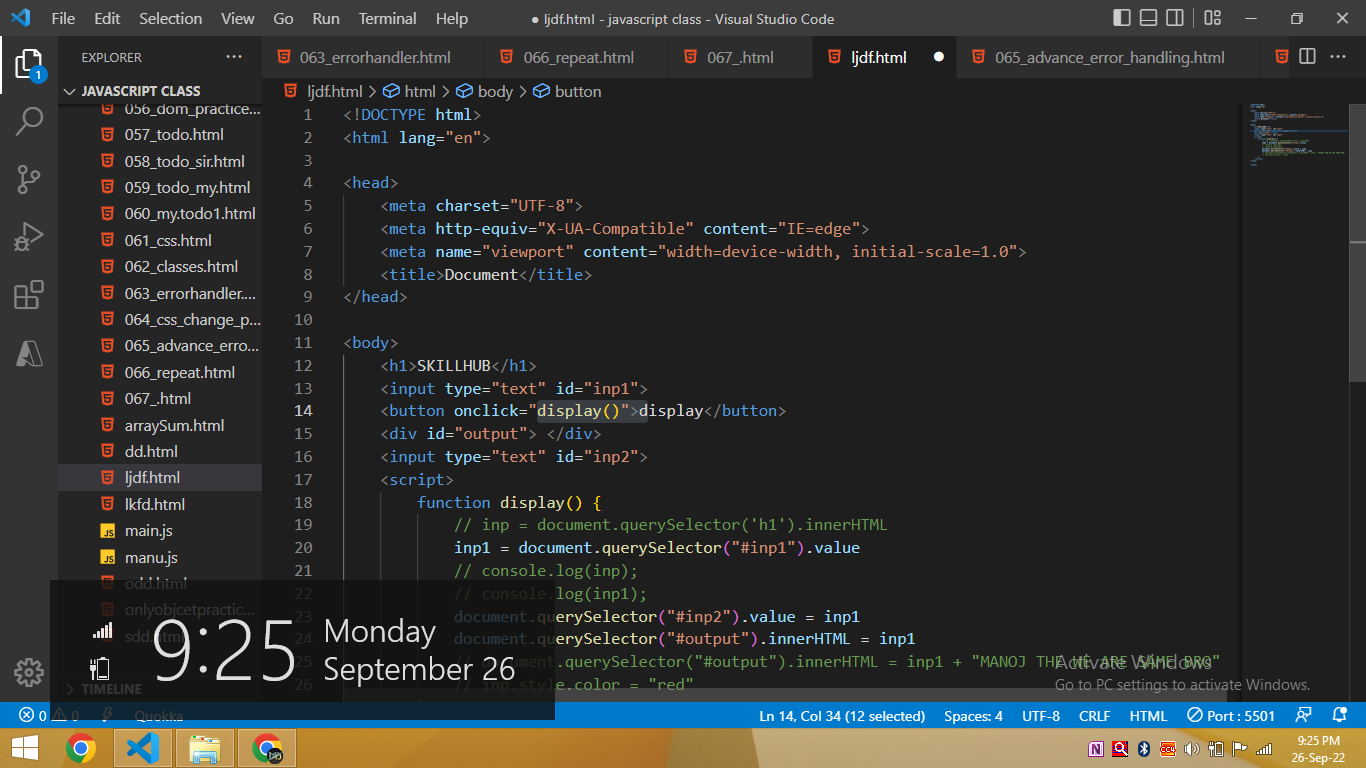 File Edit Selection View Go Run Terminal Help
● ljdf.html - javascript class - Visual Studio Code
EXPLORER ···
063_errorhandler.html
066_repeat.html
067_.html
ljdf.html ●
065_advance_error_handling.html
1
JAVASCRIPT CLASS
056_dom_practice...
057_todo.html
058_todo_sir.html
059_todo_my.html
060_my.todo1.html
061_css.html
062_classes.html
063_errorhandler....
064_css_change_p...
065_advance_erro...
066_repeat.html
067_.html
arraySum.html
dd.html
ljdf.html
lkfd.html
JS main.js
JS manu.js
odd.html
onlyobjcetpractic...
sdd.html
TIMELINE
ljdf.html > html > body > button
1 <!DOCTYPE html>
2 <html lang="en">
3
4 <head>
5 <meta charset="UTF-8">
6 <meta http-equiv="X-UA-Compatible" content="IE=edge">
7 <meta name="viewport" content="width=device-width, initial-scale=1.0">
8 <title>Document</title>
9 </head>
10
11 <body>
12 <h1>SKILLHUB</h1>
13 <input type="text" id="inp1">
14 <button onclick="display()">display</button>
15 <div id="output"> </div>
16 <input type="text" id="inp2">
17 <script>
18 function display() {
19 // inp = document.querySelector('h1').innerHTML
20 inp1 = document.querySelector("#inp1").value
21 // console.log(inp);
22 // console.log(inp1);
23 document.querySelector("#inp2").value = inp1
24 document.querySelector("#output").innerHTML = inp1
25 // document.querySelector("#output").innerHTML = inp1 + "MANOJ THE WE ARE SAME BRO"
26 // inp.style.color = "red"
Activate Windows
Go to PC settings to activate Windows.
9:25
Monday
September 26
0 0 Quokka
Ln 14, Col 34 (12 selected) Spaces: 4 UTF-8 CRLF HTML Port : 5501
9:25 PM
26-Sep-22